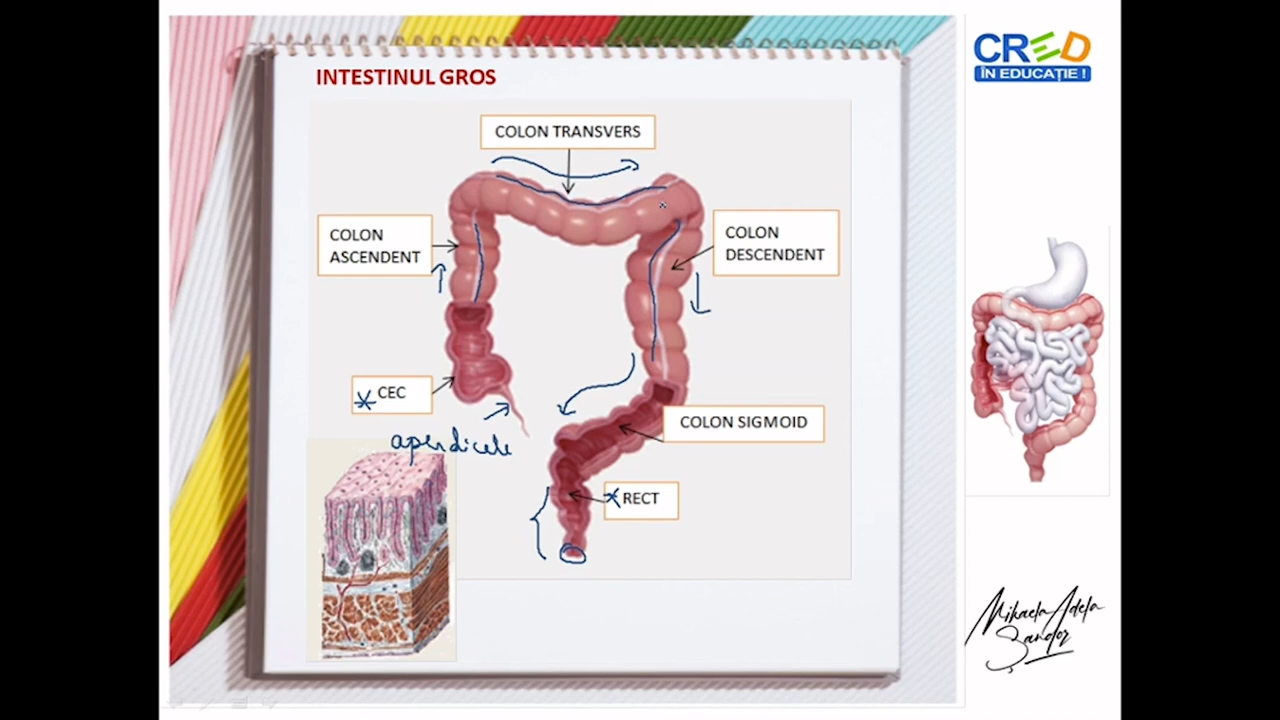 CRED
ÎN EDUCAȚIE !
INTESTINUL GROS
COLON TRANSVERS
COLON
ASCENDENT
COLON
DESCENDENT
CEC
apendicele
COLON SIGMOID
RECT
Mihaela Adela
Șandor